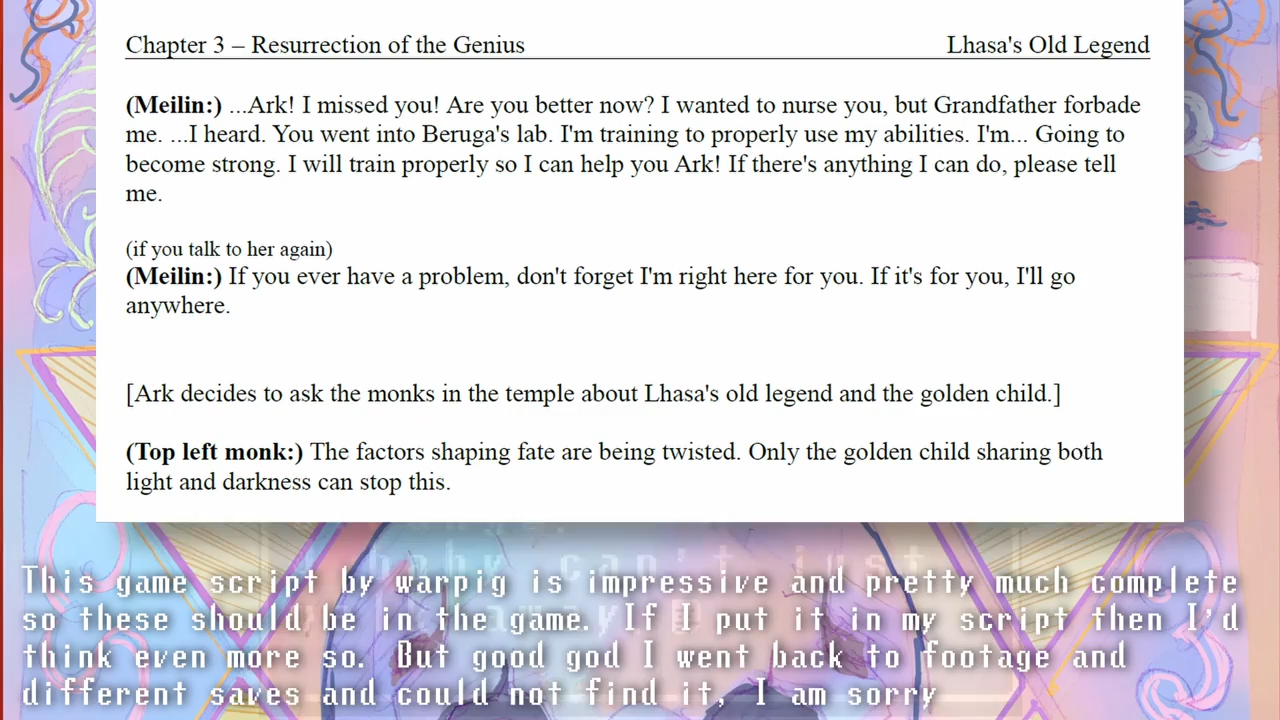 Chapter 3 – Resurrection of the Genius Lhasa's Old Legend
(Meilin:) ...Ark! I missed you! Are you better now? I wanted to nurse you, but Grandfather forbade
me. ...I heard. You went into Beruga's lab. I'm training to properly use my abilities. I'm... Going to
become strong. I will train properly so I can help you Ark! If there's anything I can do, please tell
me.
(if you talk to her again)
(Meilin:) If you ever have a problem, don't forget I'm right here for you. If it's for you, I'll go
anywhere.
[Ark decides to ask the monks in the temple about Lhasa's old legend and the golden child.]
(Top left monk:) The factors shaping fate are being twisted. Only the golden child sharing both
light and darkness can stop this.
This game script by warpig is impressive and pretty much complete
so these should be in the game. If I put it in my script then I'd
think even more so. But good god I went back to footage and
different saves and could not find it, I am sorry